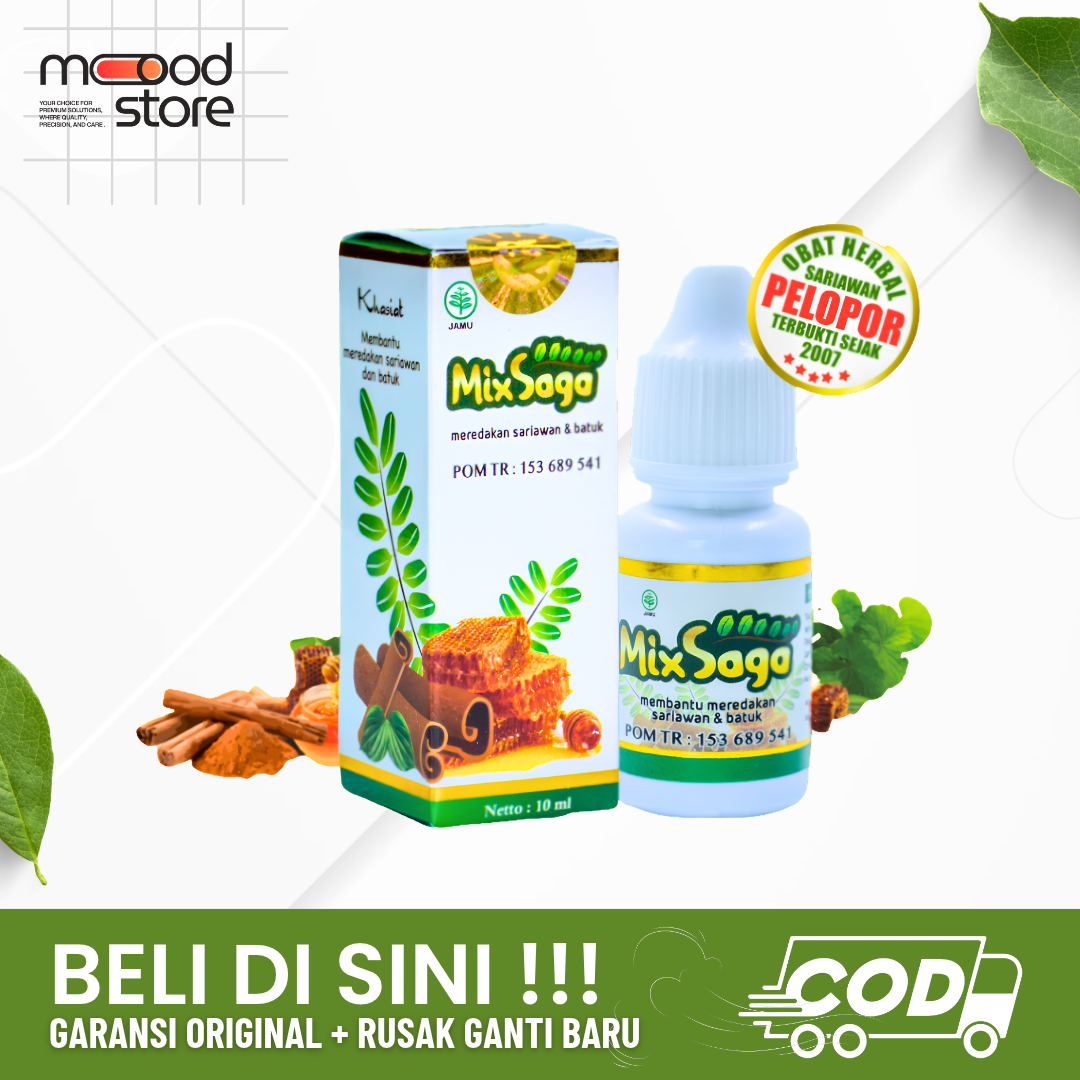 mood
store
YOUR CHOICE FOR
PREMIUM SOLUTIONS,
WHERE QUALITY,
PRECISION, AND CARE.
OBAT HERBAL
SARIAWAN
PELOPOR
TERBUKTI SEJAK
2007
Khasiat
Membantu
meredakan sariawan
dan batuk
JAMU
MixSaga
meredakan sariawan & batuk
POM TR : 153 689 541
Netto : 10 ml
JAMU
MixSaga
membantu meredakan
sariawan & batuk
POM TR : 153 689 541
BELI DI SINI !!!
GARANSI ORIGINAL + RUSAK GANTI BARU
COD